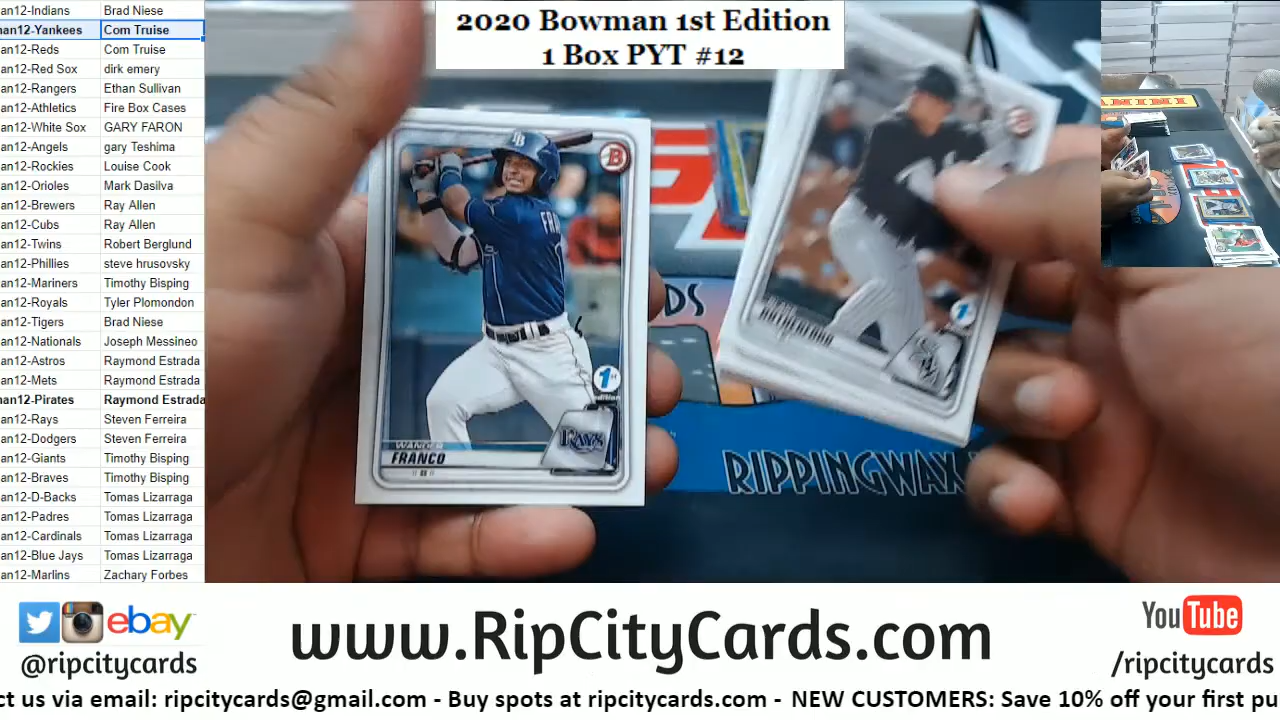 an12-Indians Brad Niese
an12-Yankees Com Truise
an12-Reds Com Truise
an12-Red Sox dirk emery
an12-Rangers Ethan Sullivan
an12-Athletics Fire Box Cases
an12-White Sox GARY FARON
an12-Angels gary Teshima
an12-Rockies Louise Cook
an12-Orioles Mark Dasilva
an12-Brewers Ray Allen
an12-Cubs Ray Allen
an12-Twins Robert Berglund
an12-Phillies steve hrusovsky
an12-Mariners Timothy Bisping
an12-Royals Tyler Plomondon
an12-Tigers Brad Niese
an12-Nationals Joseph Messineo
an12-Astros Raymond Estrada
an12-Mets Raymond Estrada
an12-Pirates Raymond Estrada
an12-Rays Steven Ferreira
an12-Dodgers Steven Ferreira
an12-Giants Timothy Bisping
an12-Braves Timothy Bisping
an12-D-Backs Tomas Lizarraga
an12-Padres Tomas Lizarraga
an12-Cardinals Tomas Lizarraga
an12-Blue Jays Tomas Lizarraga
an12-Marlins Zachary Forbes
2020 Bowman 1st Edition
1 Box PYT #12
B
TB
1st
edition
RAYS
WANDER
FRANCO
RUTHERFORD
1st
RIPPINGWAX
ebay
@ripcitycards
www.RipCityCards.com
YouTube
/ripcitycards
ct us via email: ripcitycards@gmail.com - Buy spots at ripcitycards.com - NEW CUSTOMERS: Save 10% off your first pu